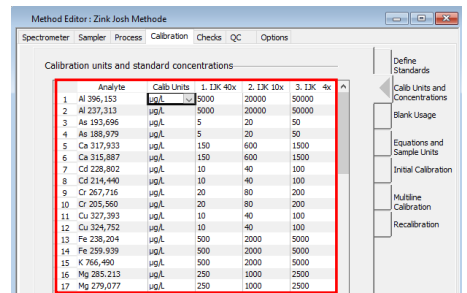 Method Editor : Zink Josh Methode
Spectrometer Sampler Process Calibration Checks QC Options
Calibration units and standard concentrations
Analyte Calib Units 1. IJK 40x 2. IJK 10x 3. IJK 4x
1 Al 396,153 µg/L 5000 20000 50000
2 Al 237,313 µg/L 5000 20000 50000
3 As 193,696 µg/L 5 20 50
4 As 188,979 µg/L 5 20 50
5 Ca 317,933 µg/L 150 600 1500
6 Ca 315,887 µg/L 150 600 1500
7 Cd 228,802 µg/L 10 40 100
8 Cd 214,440 µg/L 10 40 100
9 Cr 267,716 µg/L 20 80 200
10 Cr 205,560 µg/L 20 80 200
11 Cu 327,393 µg/L 10 40 100
12 Cu 324,752 µg/L 10 40 100
13 Fe 238,204 µg/L 500 2000 5000
14 Fe 259.939 µg/L 500 2000 5000
15 K 766,490 µg/L 500 2000 5000
16 Mg 285.213 µg/L 250 1000 2500
17 Mg 279,077 µg/L 250 1000 2500
Define
Standards
Calib Units and
Concentrations
Blank Usage
Equations and
Sample Units
Initial Calibration
Multiline
Calibration
Recalibration